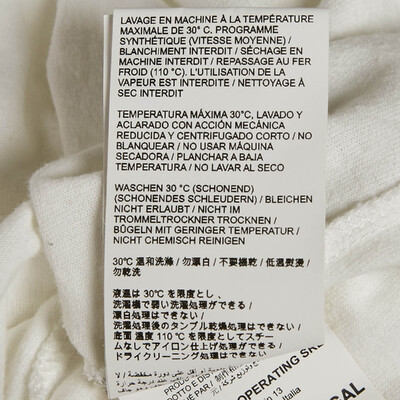 LAVAGE EN MACHINE À LA TEMPÉRATURE
MAXIMALE DE 30° C. PROGRAMME
SYNTHÉTIQUE (VITESSE MOYENNE) /
BLANCHIMENT INTERDIT / SÉCHAGE EN
MACHINE INTERDIT / REPASSAGE AU FER
FROID (110 °C). L'UTILISATION DE LA
VAPEUR EST INTERDITE / NETTOYAGE À
SEC INTERDIT
TEMPERATURA MÁXIMA 30°C, LAVADO Y
ACLARADO CON ACCIÓN MECÁNICA
REDUCIDA Y CENTRIFUGADO CORTO / NO
BLANQUEAR / NO USAR MÁQUINA
SECADORA / PLANCHAR A BAJA
TEMPERATURA / NO LAVAR AL SECO
WASCHEN 30 °C (SCHONEND)
(SCHONENDES SCHLEUDERN) / BLEICHEN
NICHT ERLAUBT / NICHT IM
TROMMELTROCKNER TROCKNEN /
BÜGELN MIT GERINGER TEMPERATUR /
NICHT CHEMISCH REINIGEN
30℃ 温和洗涤 / 勿漂白 / 不要機乾 / 低温熨燙 /
勿乾洗
液温は 30℃ を限度とし、
洗濯機で弱い洗濯処理ができる /
漂白処理はできない /
洗濯処理後のタンブル乾燥処理はできない /
底面温度 110 ℃ を限度としてスチー
ムなしでアイロン仕上げ処理ができる /
ドライクリーニング処理はできない
OPERATING SR
in 13
Italia
CAL